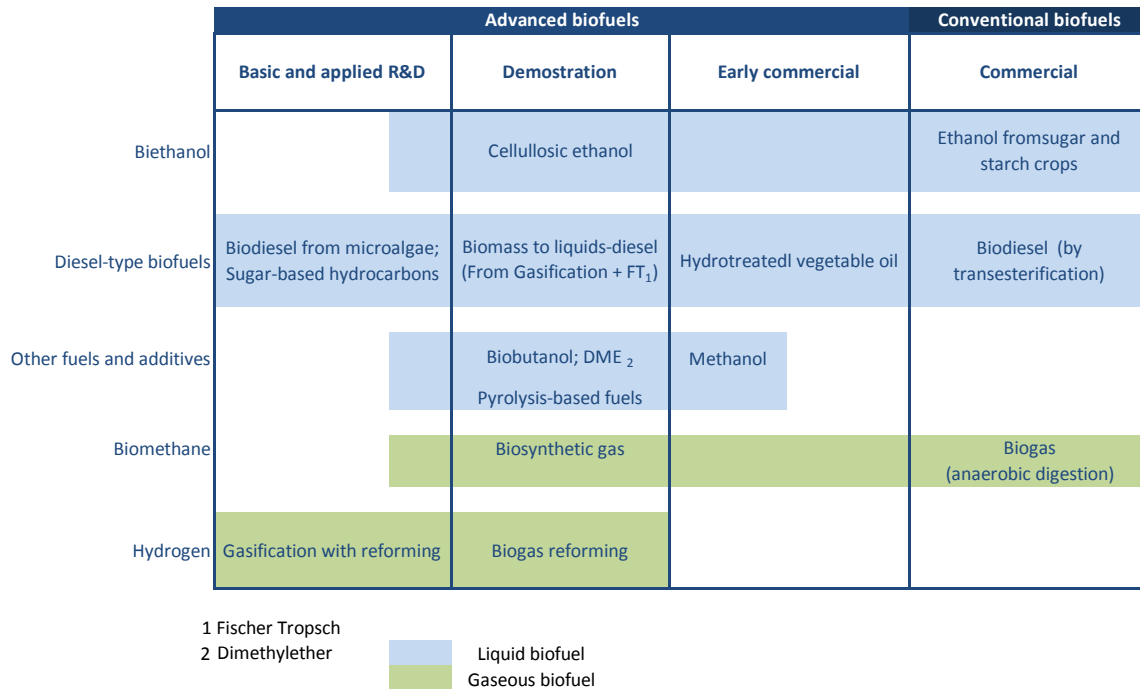 Advanced biofuels
Conventional biofuels
Basic and applied R&D
Demostration
Early commercial
Commercial
Biethanol
Cellullosic ethanol
Ethanol fromsugar and
starch crops
Diesel-type biofuels
Biodiesel from microalgae;
Sugar-based hydrocarbons
Biomass to liquids-diesel
(From Gasification + FT₁)
Hydrotreatedl vegetable oil
Biodiesel (by
transesterification)
Other fuels and additives
Biobutanol; DME ₂
Pyrolysis-based fuels
Methanol
Biomethane
Biosynthetic gas
Biogas
(anaerobic digestion)
Hydrogen
Gasification with reforming
Biogas reforming
1 Fischer Tropsch
2 Dimethylether
Liquid biofuel
Gaseous biofuel